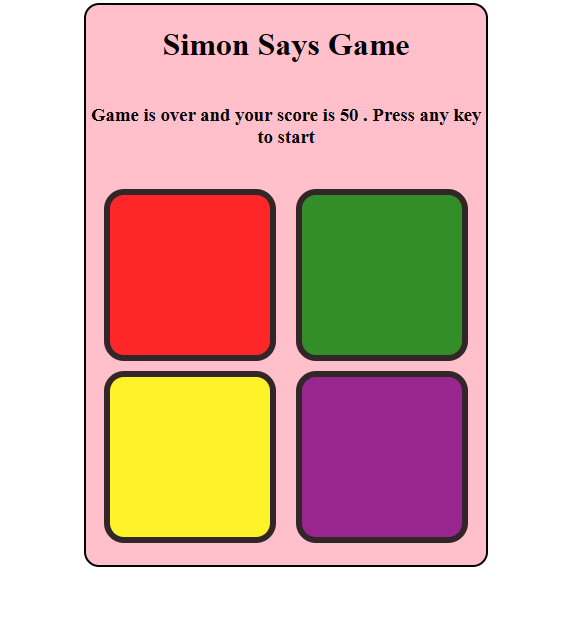 Simon Says Game
Game is over and your score is 50 . Press any key
to start